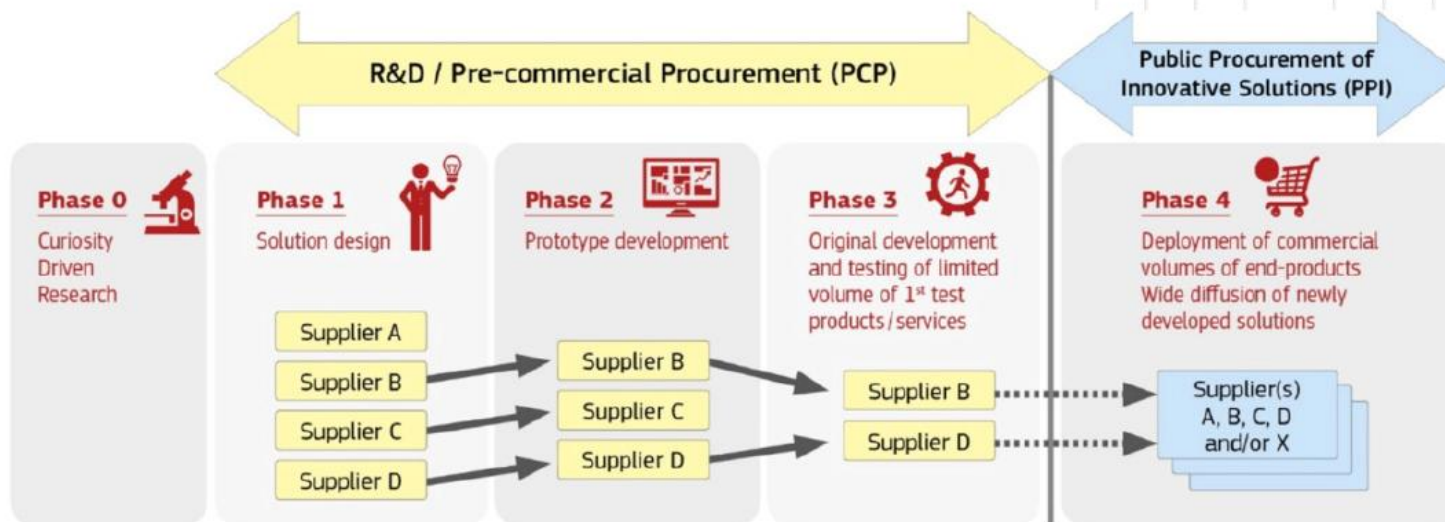 R&D / Pre-commercial Procurement (PCP)
Public Procurement of
Innovative Solutions (PPI)
Phase 0
Curiosity
Driven
Research
Phase 1
Solution design
Supplier A
Supplier B
Supplier C
Supplier D
Phase 2
Prototype development
Supplier B
Supplier C
Supplier D
Phase 3
Original development
and testing of limited
volume of 1st test
products/services
Supplier B
Supplier D
Phase 4
Deployment of commercial
volumes of end-products
Wide diffusion of newly
developed solutions
Supplier(s)
A, B, C, D
and/or X